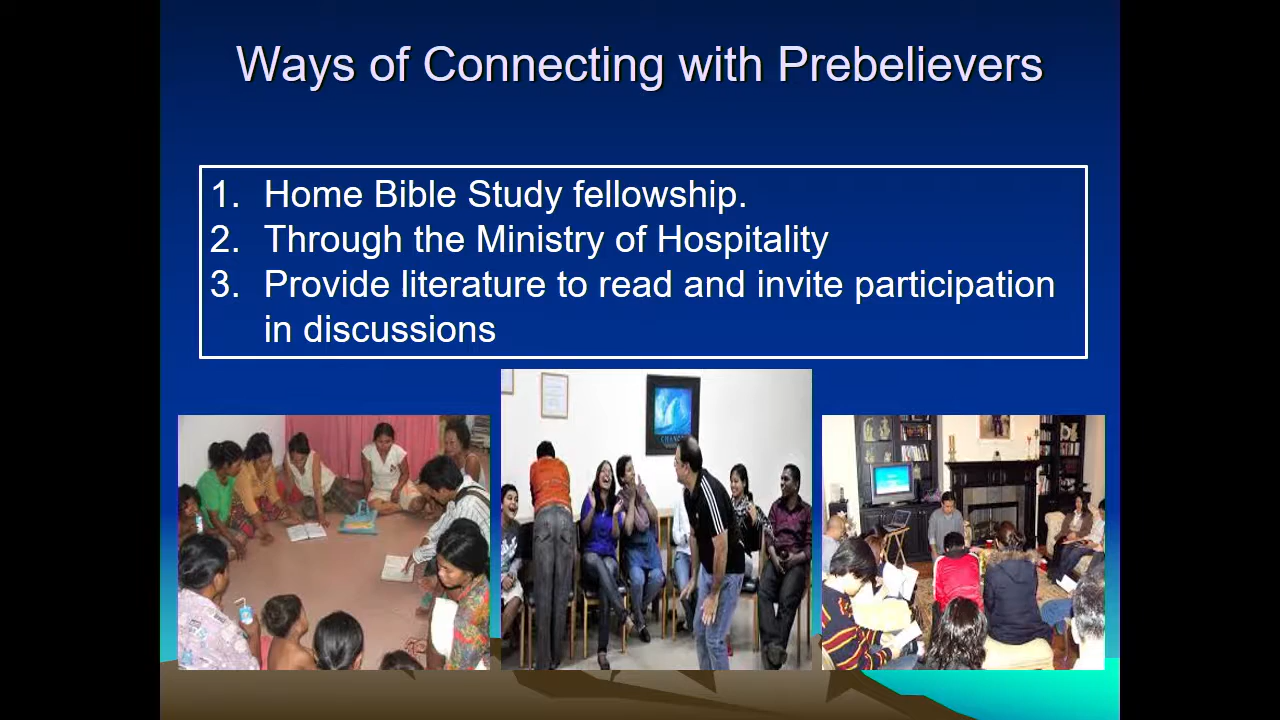 Ways of Connecting with Prebelievers
1. Home Bible Study fellowship.
2. Through the Ministry of Hospitality
3. Provide literature to read and invite participation
in discussions